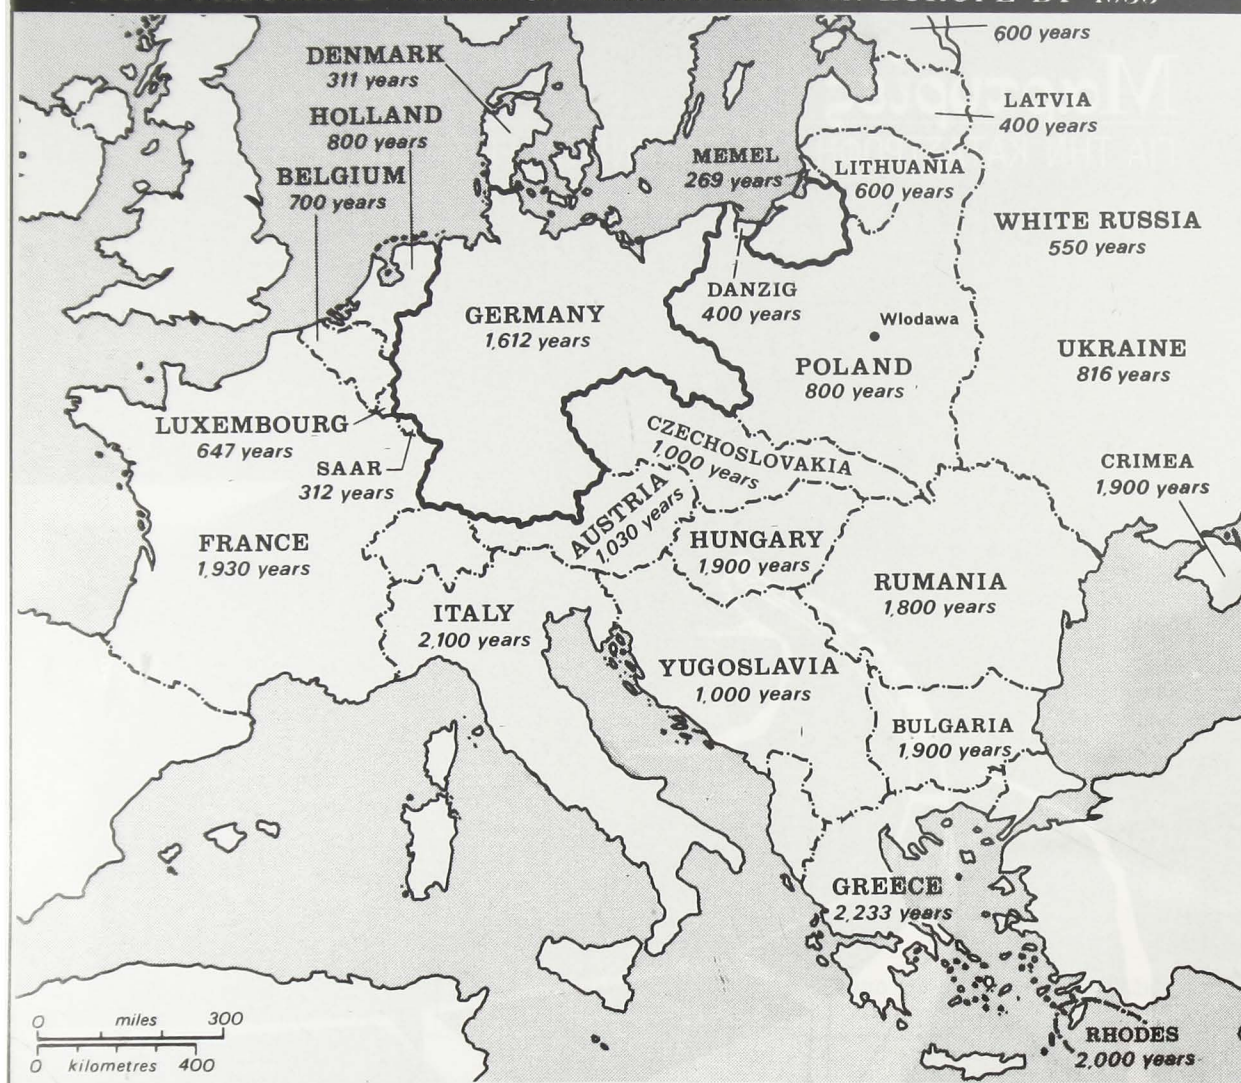 EUROPE BY 1933
600 years
DENMARK
311 years
HOLLAND
800 years
BELGIUM
700 years
LATVIA
400 years
MEMEL
269 years
LITHUANIA
600 years
WHITE RUSSIA
550 years
DANZIG
400 years
GERMANY
1,612 years
Wlodawa
POLAND
800 years
UKRAINE
816 years
LUXEMBOURG
647 years
SAAR
312 years
CZECHOSLOVAKIA
1,000 years
CRIMEA
1,900 years
FRANCE
1,930 years
AUSTRIA
1,030 years
HUNGARY
1,900 years
RUMANIA
1,800 years
ITALY
2,100 years
YUGOSLAVIA
1,000 years
BULGARIA
1,900 years
GREECE
2,233 years
RHODES
2,000 years
0 miles 300
0 kilometres 400